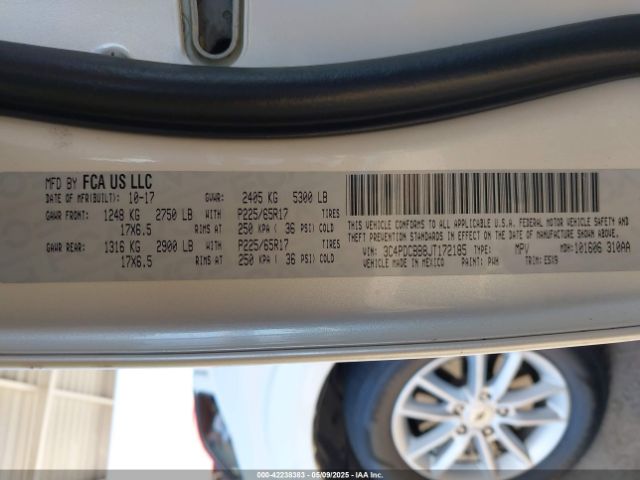 MFD BY FCA US LLC
DATE OF MFR(BUILT): 10-17 GVWR: 2405 KG 5300 LB
GAWR FRONT: 1248 KG 2750 LB WITH P225/65R17 TIRES
17X6.5 RIMS AT 250 KPA ( 36 PSI) COLD
GAWR REAR: 1316 KG 2900 LB WITH P225/65R17 TIRES
17X6.5 RIMS AT 250 KPA ( 36 PSI) COLD
THIS VEHICLE CONFORMS TO ALL APPLICABLE U.S.A. FEDERAL MOTOR VEHICLE SAFETY AND
THEFT PREVENTION STANDARDS IN EFFECT ON THE DATE OF MANUFACTURE SHOWN ABOVE.
VIN: 3C4PDCBB8JT172185 TYPE: MPV MDH: 101606 310AA
MADE IN MEXICO PAINT: PWH TRIM: E5X9
000-42238383 - 05/09/2025 - IAA Inc.